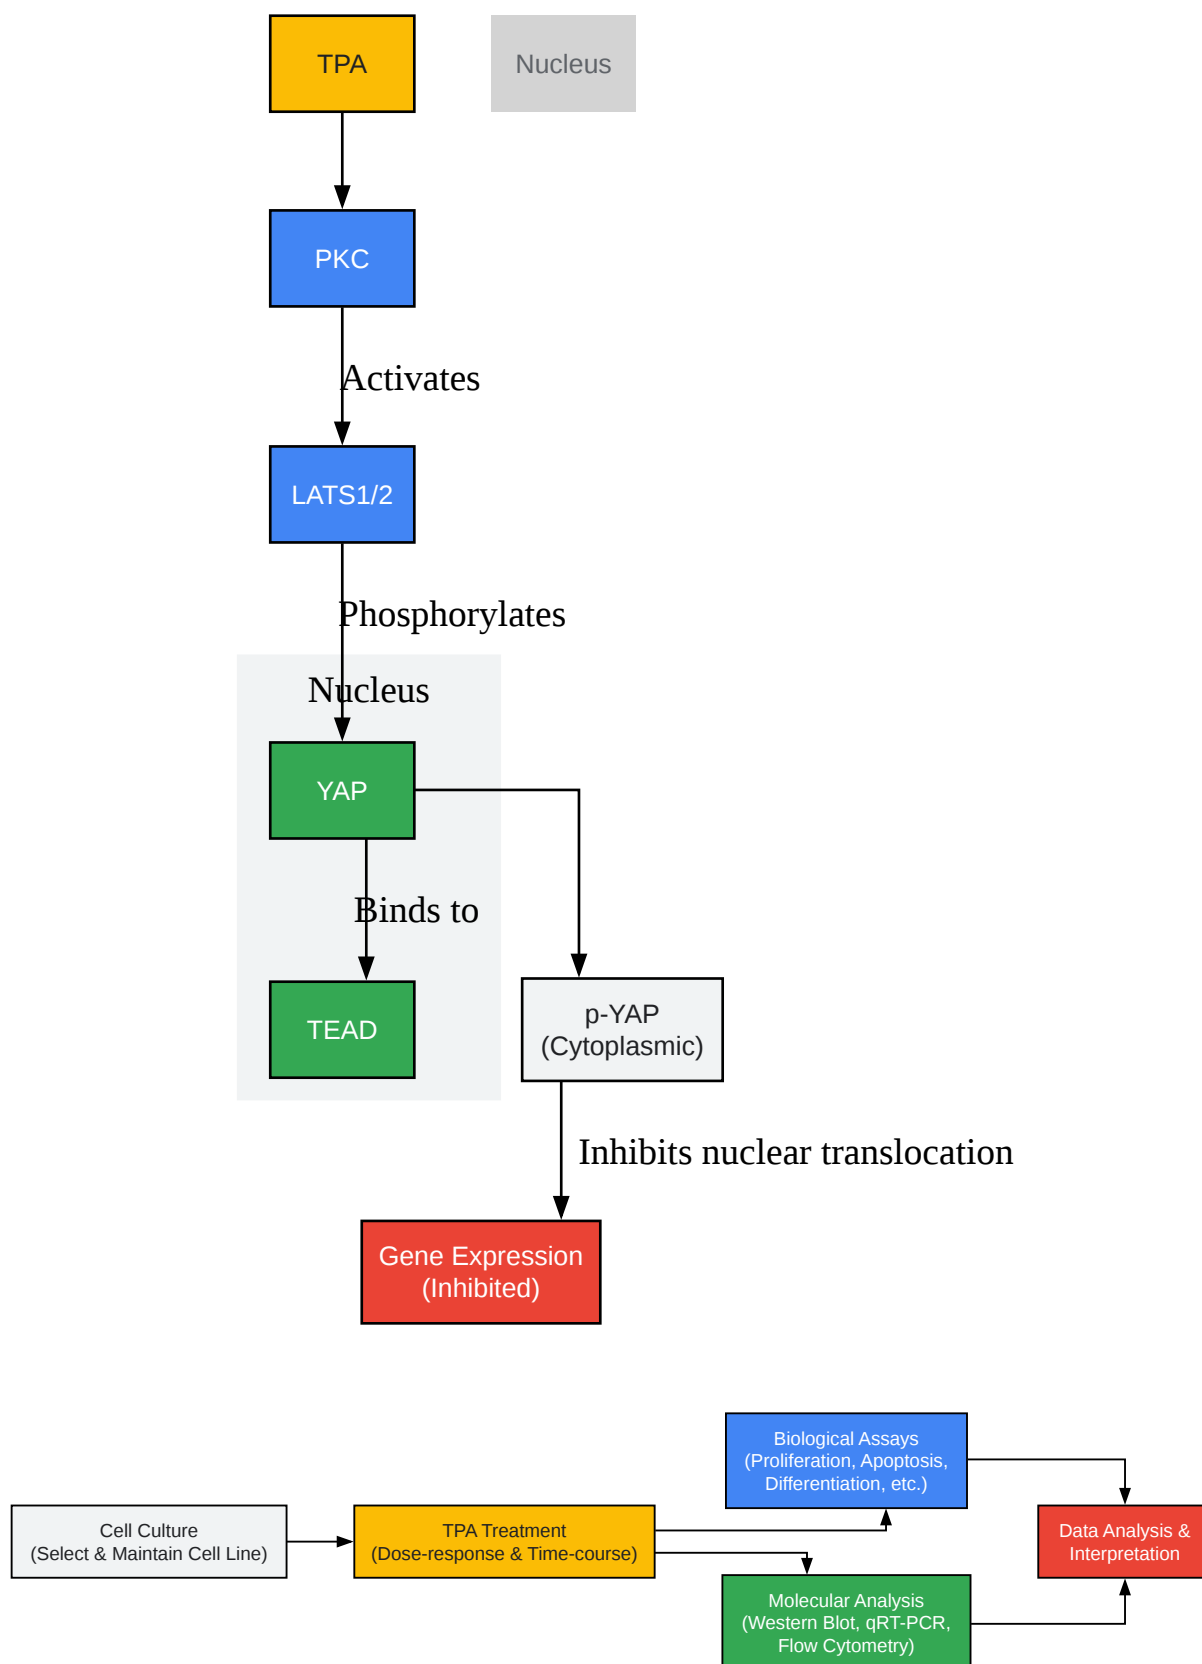 TPA
Nucleus
PKC
Activates
LATS1/2
Phosphorylates
Nucleus
YAP
Binds to
TEAD
p-YAP
(Cytoplasmic)
Inhibits nuclear translocation
Gene Expression
(Inhibited)
Cell Culture
(Select & Maintain Cell Line)
TPA Treatment
(Dose-response & Time-course)
Biological Assays
(Proliferation, Apoptosis,
Differentiation, etc.)
Molecular Analysis
(Western Blot, qRT-PCR,
Flow Cytometry)
Data Analysis &
Interpretation